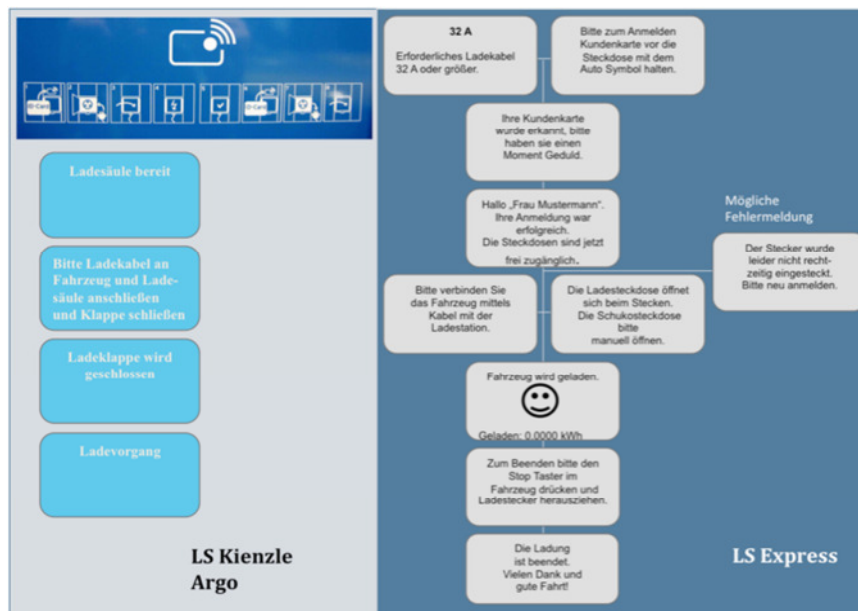 Ladesäule bereit
Bitte Ladekabel an
Fahrzeug und Lade-
säule anschließen
und Klappe schließen
Ladeklappe wird
geschlossen
Ladevorgang
LS Kienzle
Argo
32 A
Erforderliches Ladekabel
32 A oder größer.
Bitte zum Anmelden
Kundenkarte vor die
Steckdose mit dem
Auto Symbol halten.
Ihre Kundenkarte
wurde erkannt, bitte
haben sie einen
Moment Geduld.
Hallo „Frau Mustermann“.
Ihre Anmeldung war
erfolgreich.
Die Steckdosen sind jetzt
frei zugänglich.
Mögliche
Fehlermeldung
Der Stecker wurde
leider nicht recht-
zeitig eingesteckt.
Bitte neu anmelden.
Bitte verbinden Sie
das Fahrzeug mittels
Kabel mit der
Ladestation.
Die Ladesteckdose öffnet
sich beim Stecken.
Die Schukosteckdose
bitte
manuell öffnen.
Fahrzeug wird geladen.
Geladen: 0.0000 kWh
Zum Beenden bitte den
Stop Taster im
Fahrzeug drücken und
Ladestecker herausziehen.
Die Ladung
ist beendet.
Vielen Dank und
gute Fahrt!
LS Express